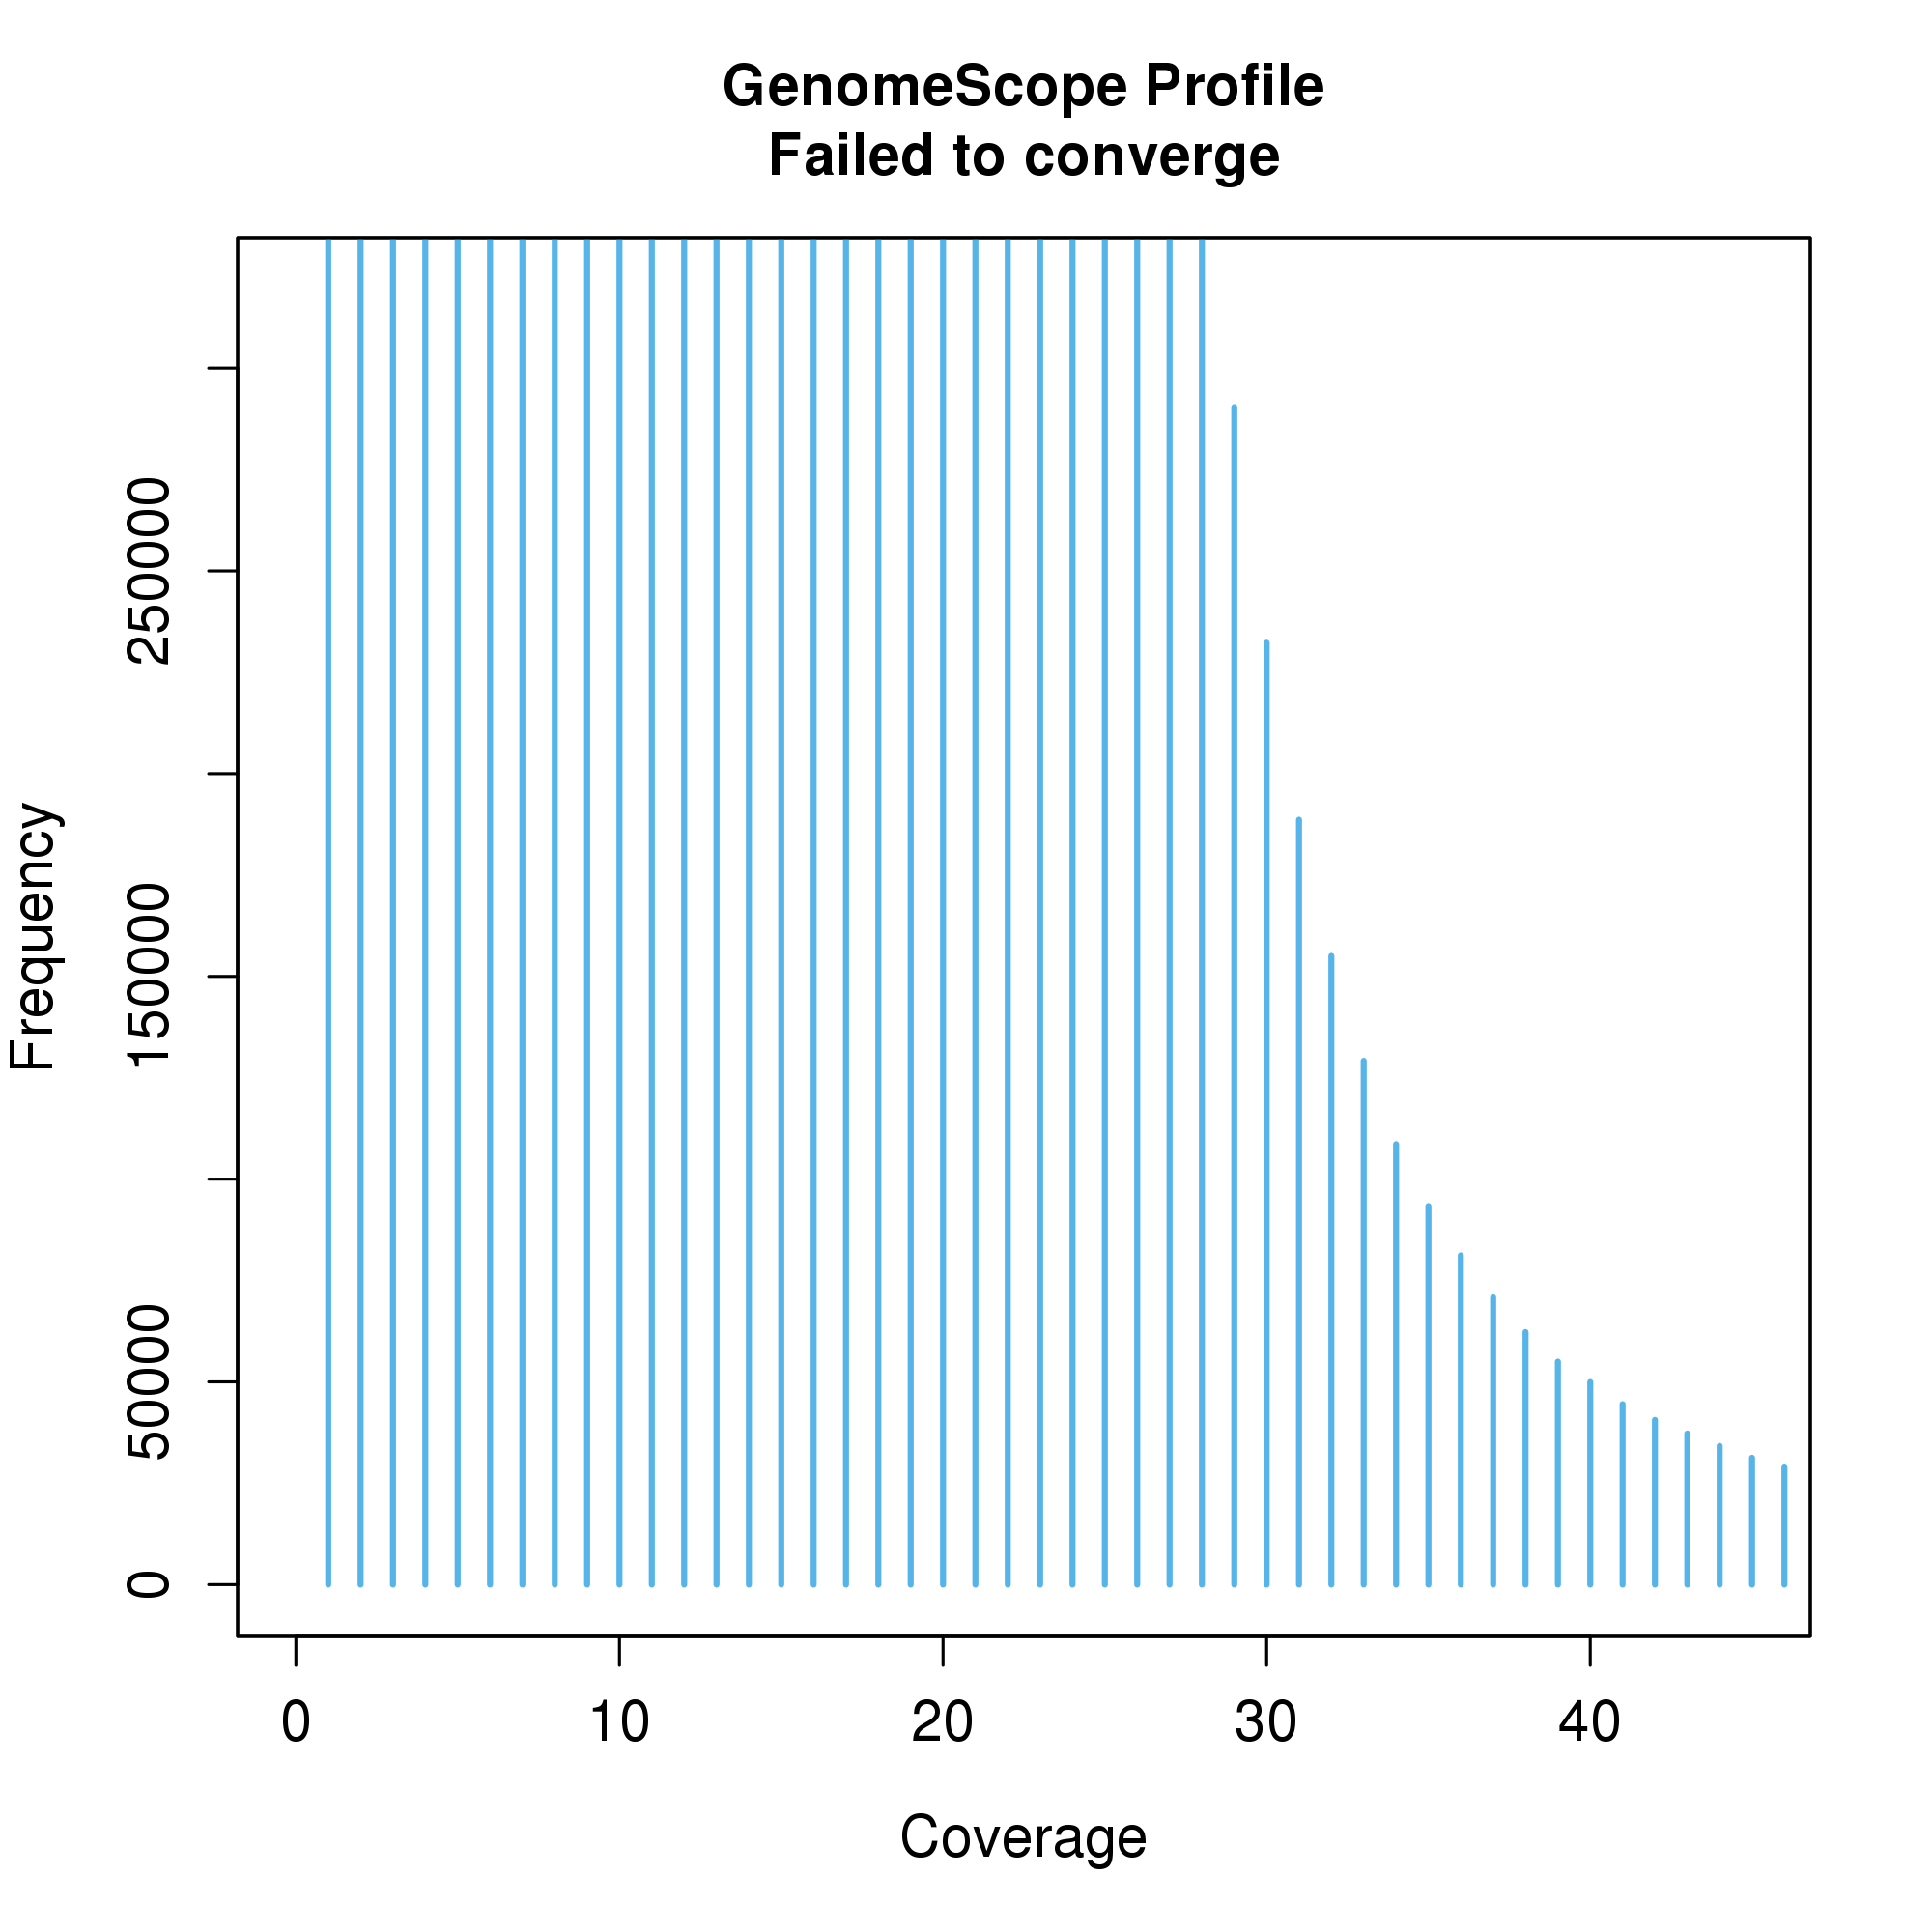 GenomeScope Profile
Failed to converge
Frequency
250000
150000
50000
0
0 10 20 30 40
Coverage